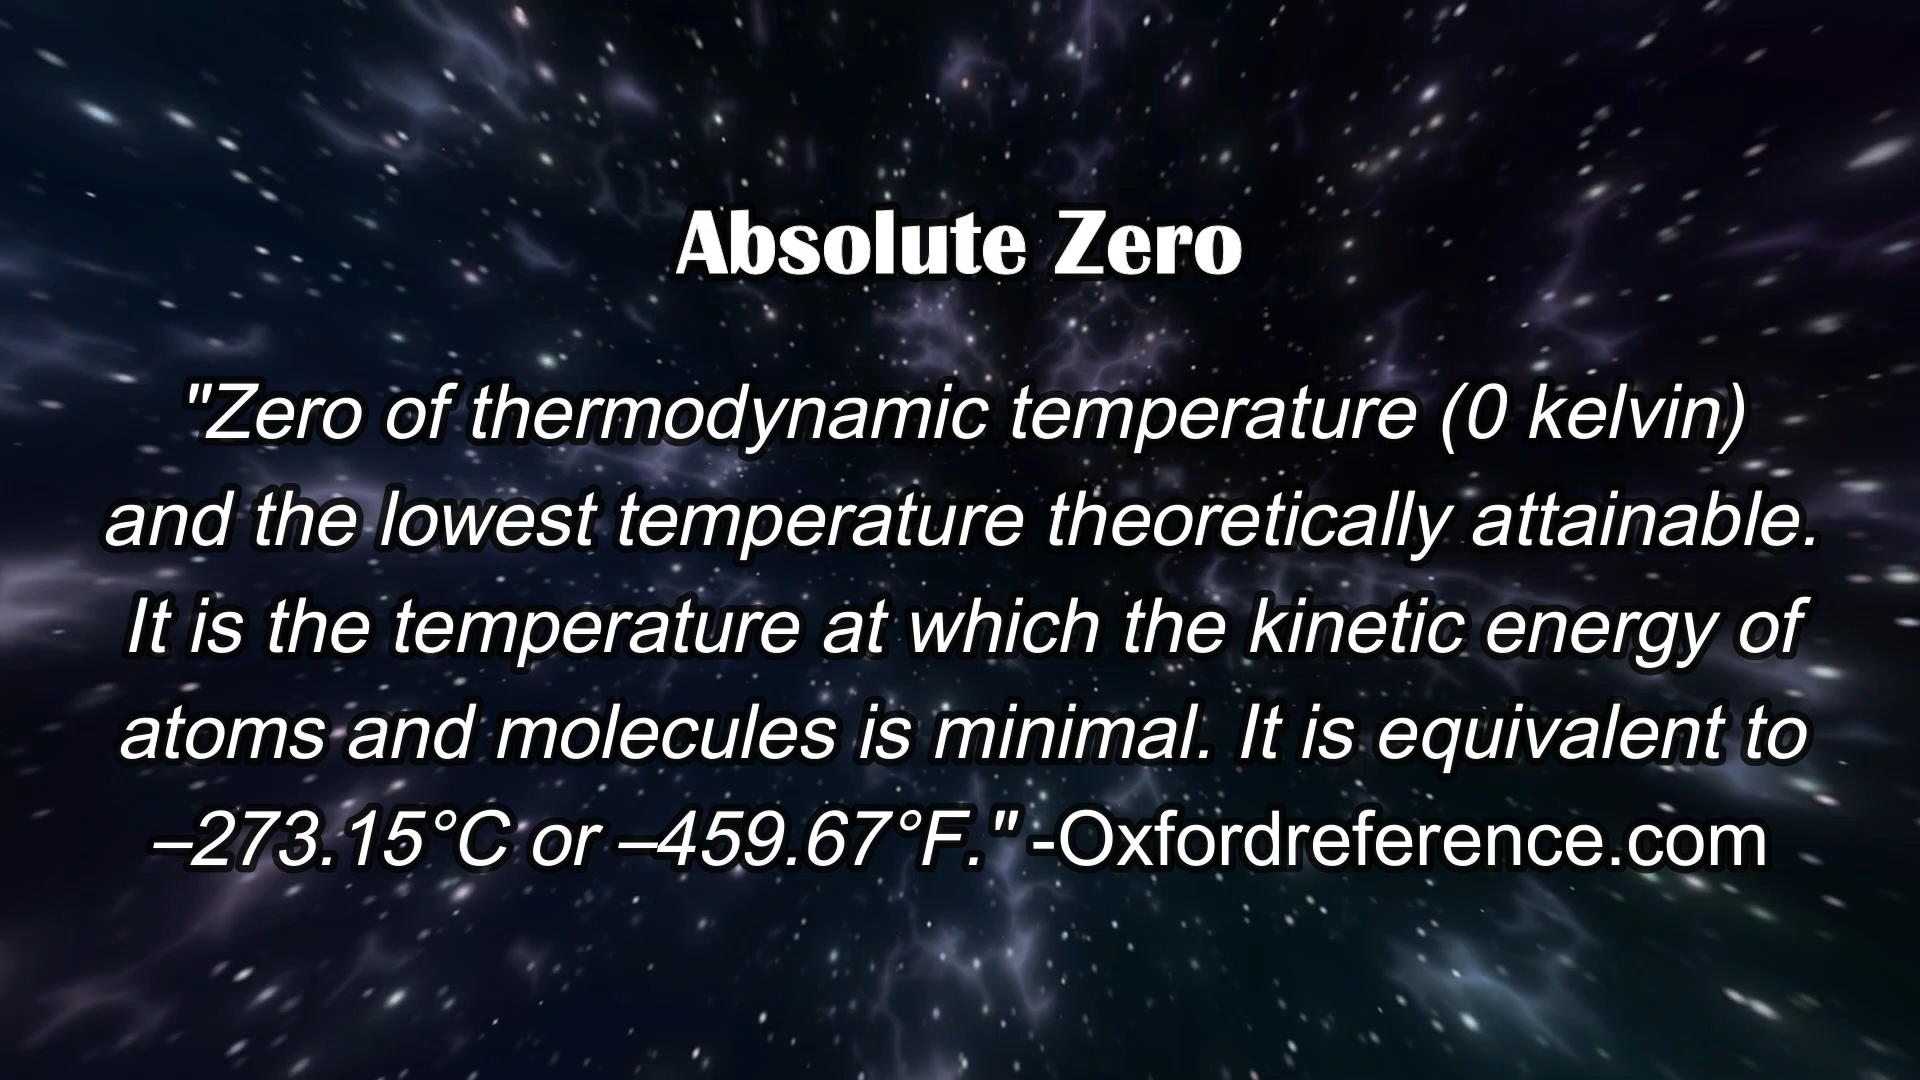 Absolute Zero
"Zero of thermodynamic temperature (0 kelvin)
and the lowest temperature theoretically attainable.
It is the temperature at which the kinetic energy of
atoms and molecules is minimal. It is equivalent to
–273.15°C or –459.67°F." -Oxfordreference.com